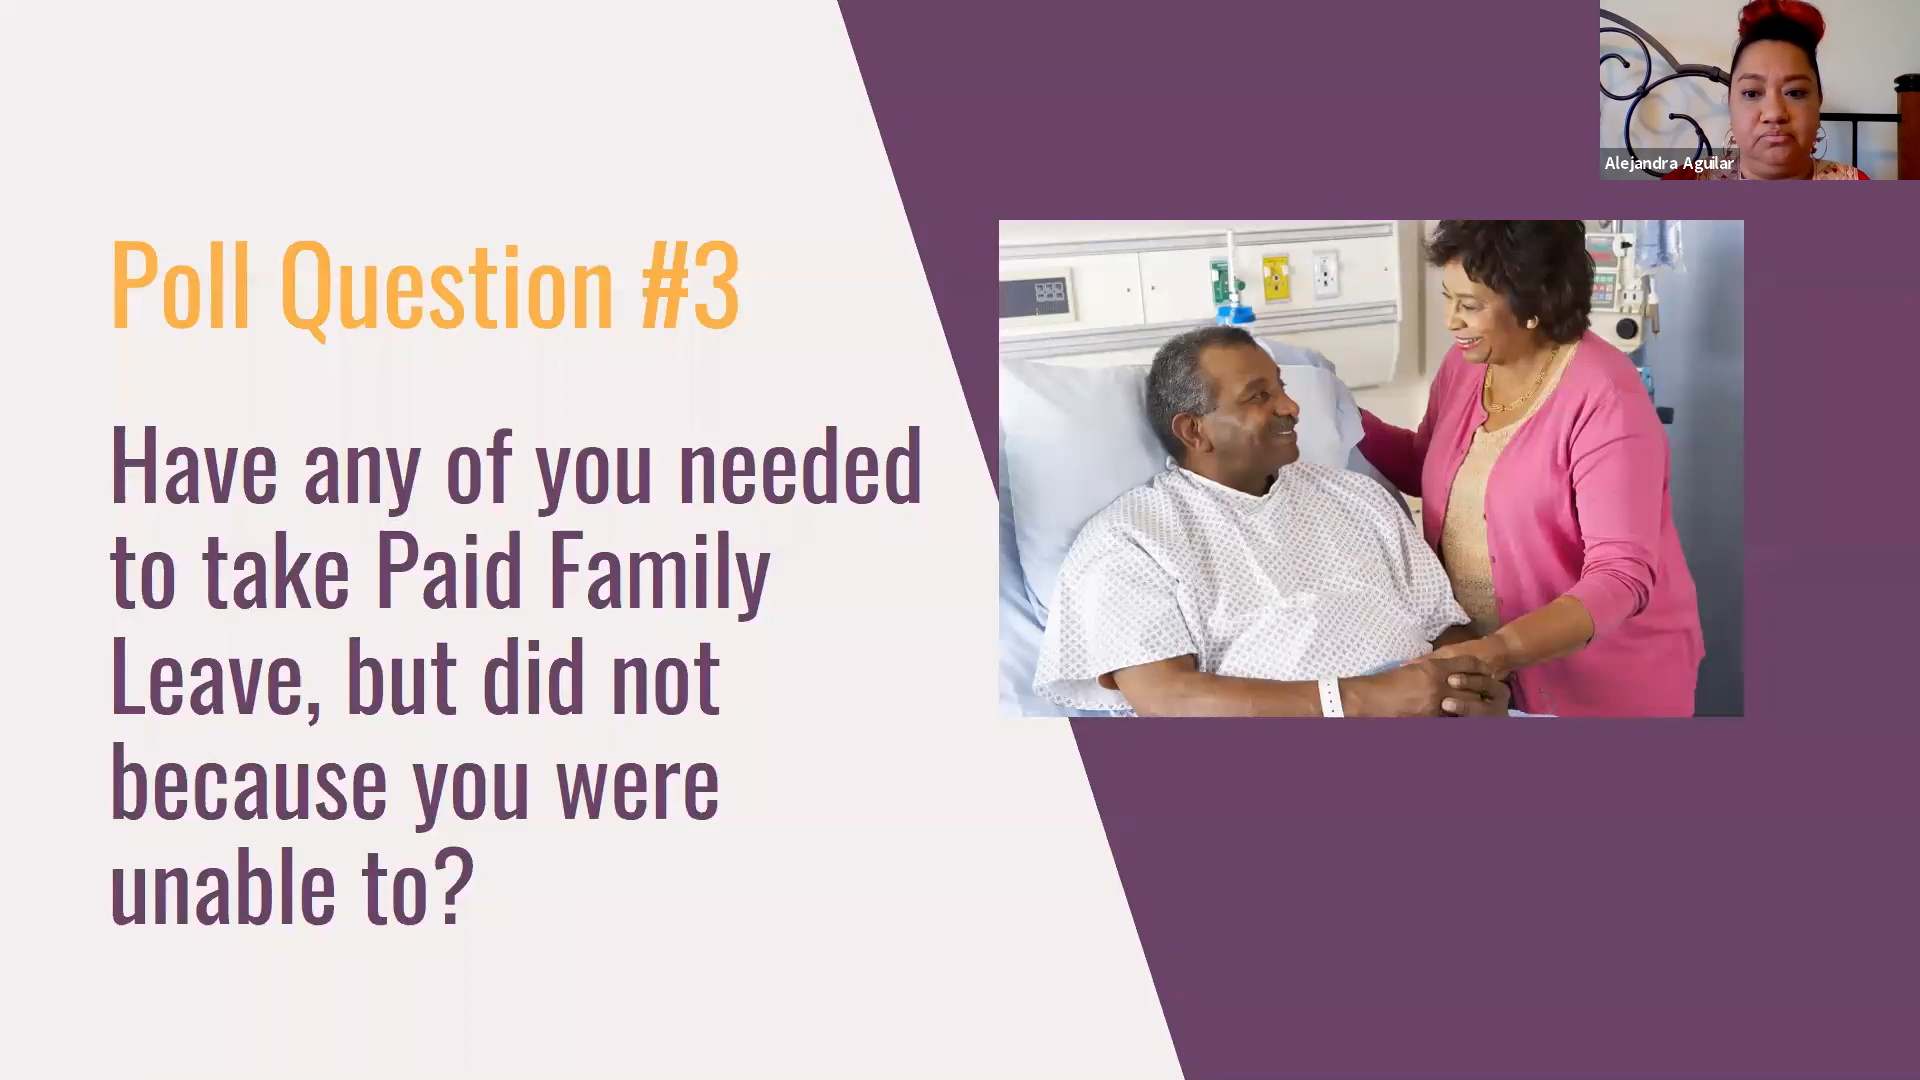 Poll Question #3
Have any of you needed
to take Paid Family
Leave, but did not
because you were
unable to?
Alejandra Aguilar